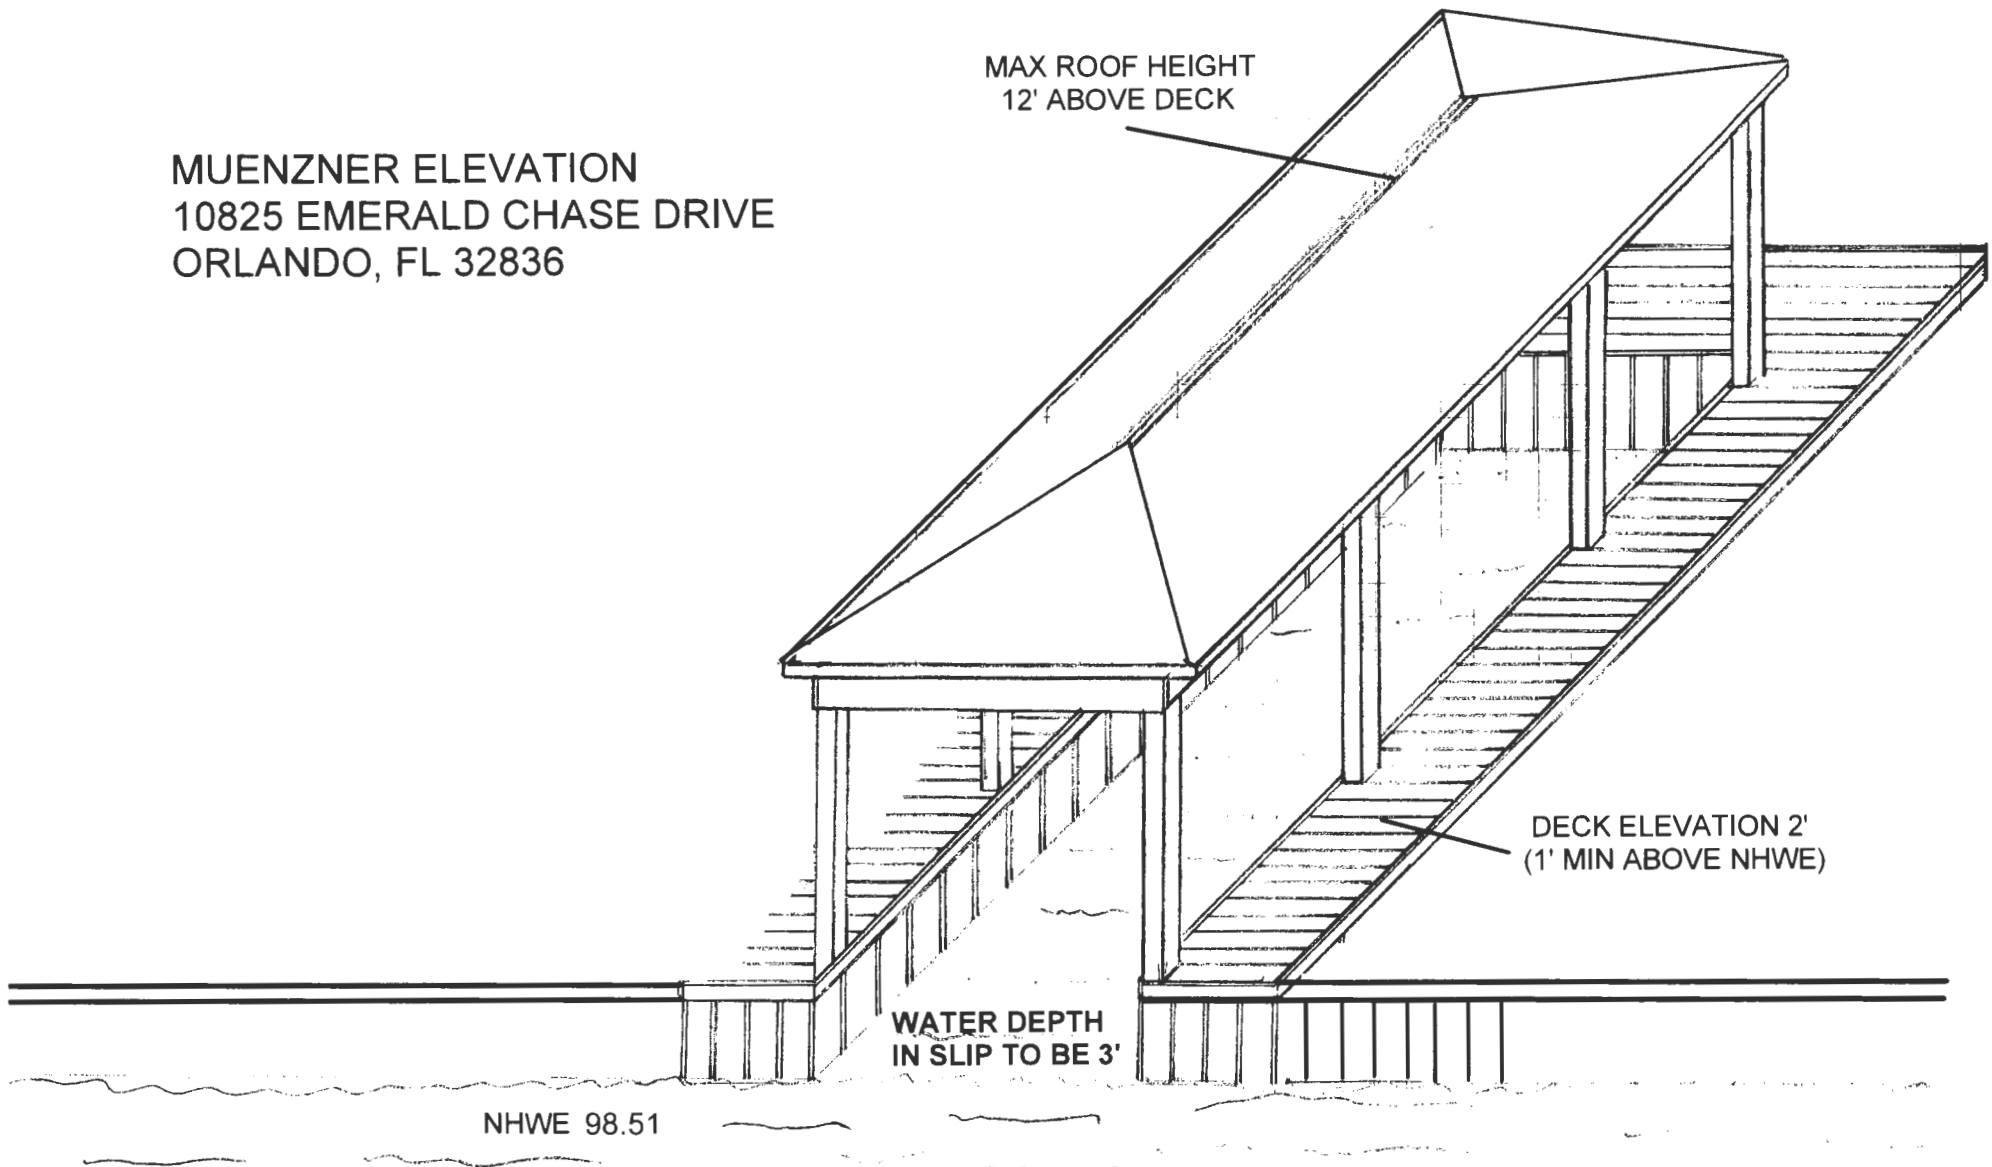 MAX ROOF HEIGHT
12' ABOVE DECK
MUENZNER ELEVATION
10825 EMERALD CHASE DRIVE
ORLANDO, FL 32836
DECK ELEVATION 2'
(1' MIN ABOVE NHWE)
WATER DEPTH
IN SLIP TO BE 3'
NHWE 98.51